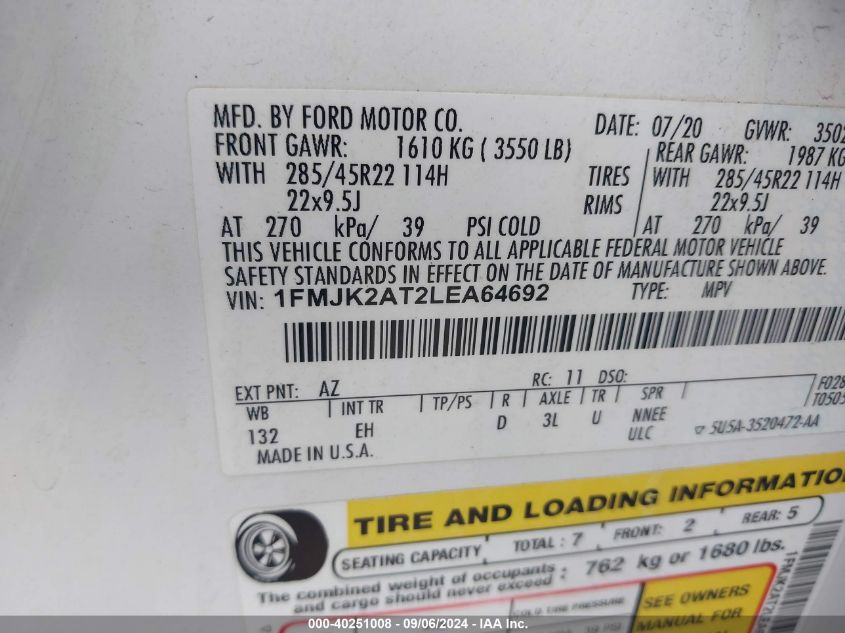 MFD. BY FORD MOTOR CO.
DATE: 07/20 GVWR: 3502
FRONT GAWR: 1610 KG ( 3550 LB)
REAR GAWR: 1987 KG
WITH 285/45R22 114H TIRES
WITH 285/45R22 114H
22x9.5J RIMS
22x9.5J
AT 270 kPa/ 39 PSI COLD
AT 270 kPa/ 39
THIS VEHICLE CONFORMS TO ALL APPLICABLE FEDERAL MOTOR VEHICLE
SAFETY STANDARDS IN EFFECT ON THE DATE OF MANUFACTURE SHOWN ABOVE.
VIN: 1FMJK2AT2LEA64692
TYPE: MPV
EXT PNT: AZ RC: 11 DSO:
WB INT TR TP/PS R AXLE TR SPR
F028
T0505
132 EH D 3L U NNEE
ULC
5U5A-3520472-AA
MADE IN U.S.A.
TIRE AND LOADING INFORMATION
SEATING CAPACITY TOTAL : 7 FRONT: 2 REAR: 5
The combined weight of occupants
and cargo should never exceed : 762 kg or 1680 lbs.
COLD TIRE PRESSURE
SEE OWNERS
MANUAL FOR
000-40251008 - 09/06/2024 - IAA Inc.